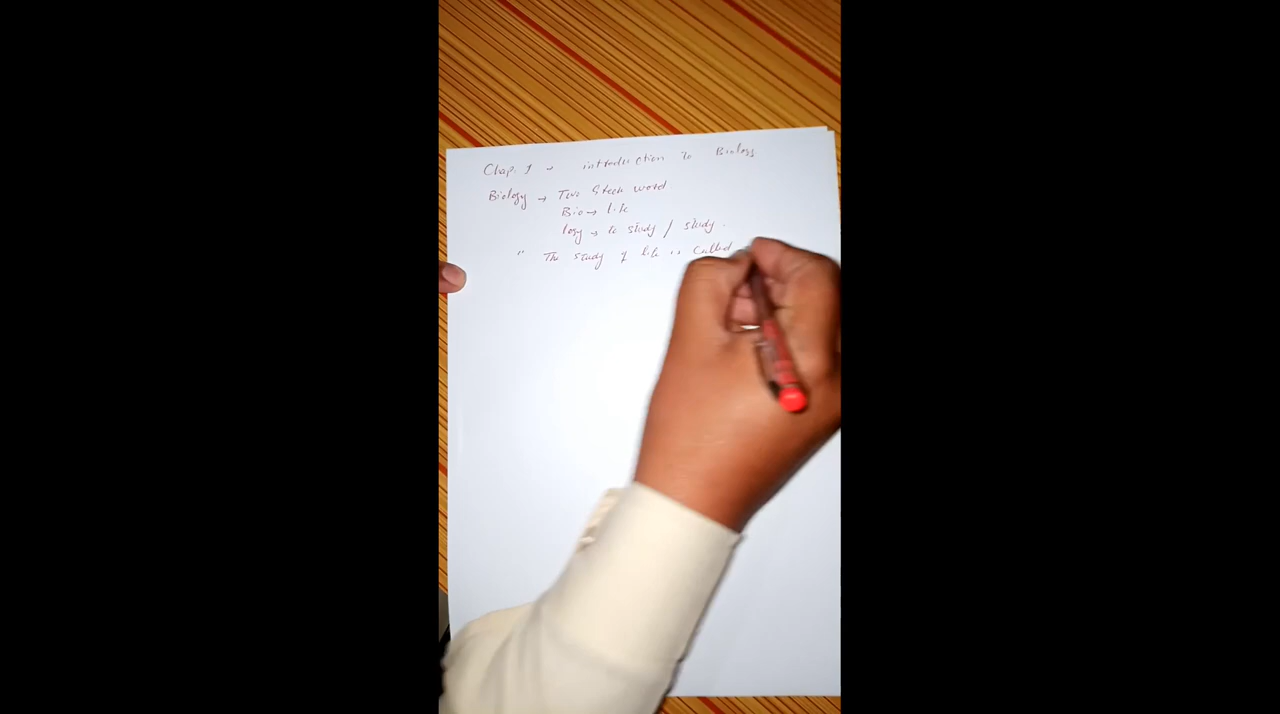 Chap. 1 → introduction to Biology
Biology → Two Greek word.
Bio → life
logy → to study / study.
" The study of life is called